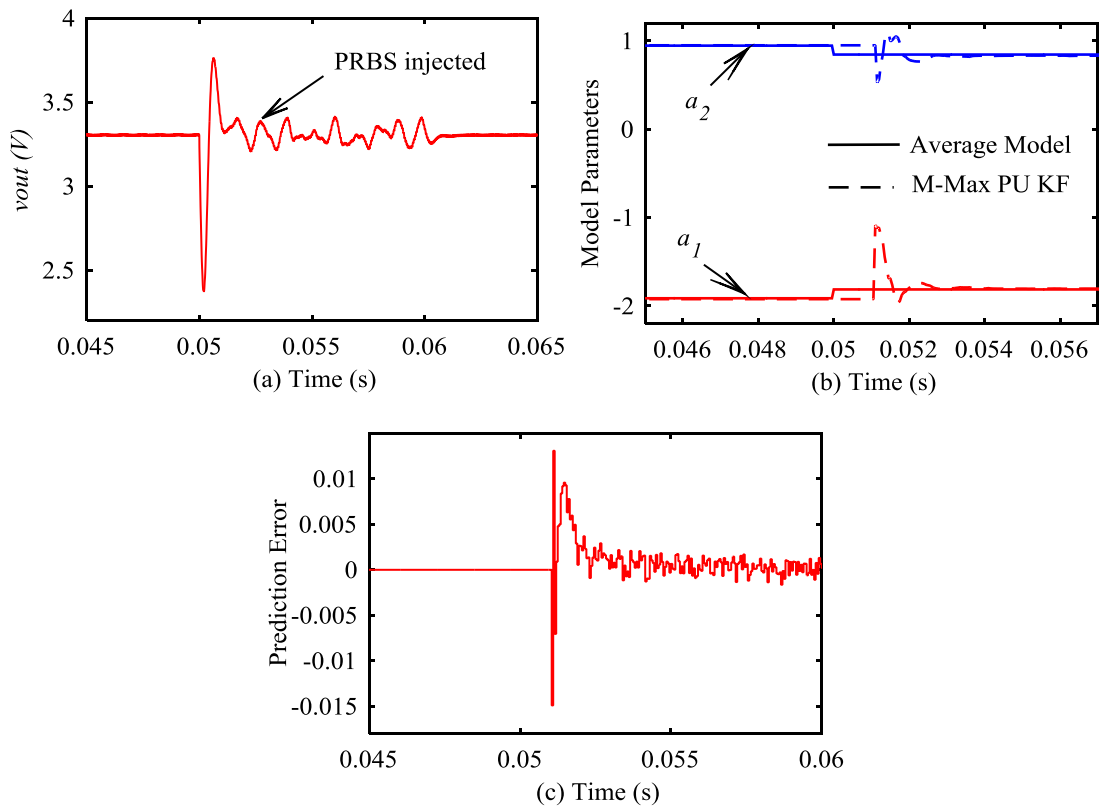 4
3.5
3
2.5
vout (V)
PRBS injected
0.045
0.05
0.055
0.06
0.065
(a) Time (s)
1
0
-1
-2
Model Parameters
a2
Average Model
M-Max PU KF
a1
0.046
0.048
0.05
0.052
0.054
0.056
(b) Time (s)
0.01
0.005
0
-0.005
-0.01
-0.015
Prediction Error
0.045
0.05
0.055
0.06
(c) Time (s)